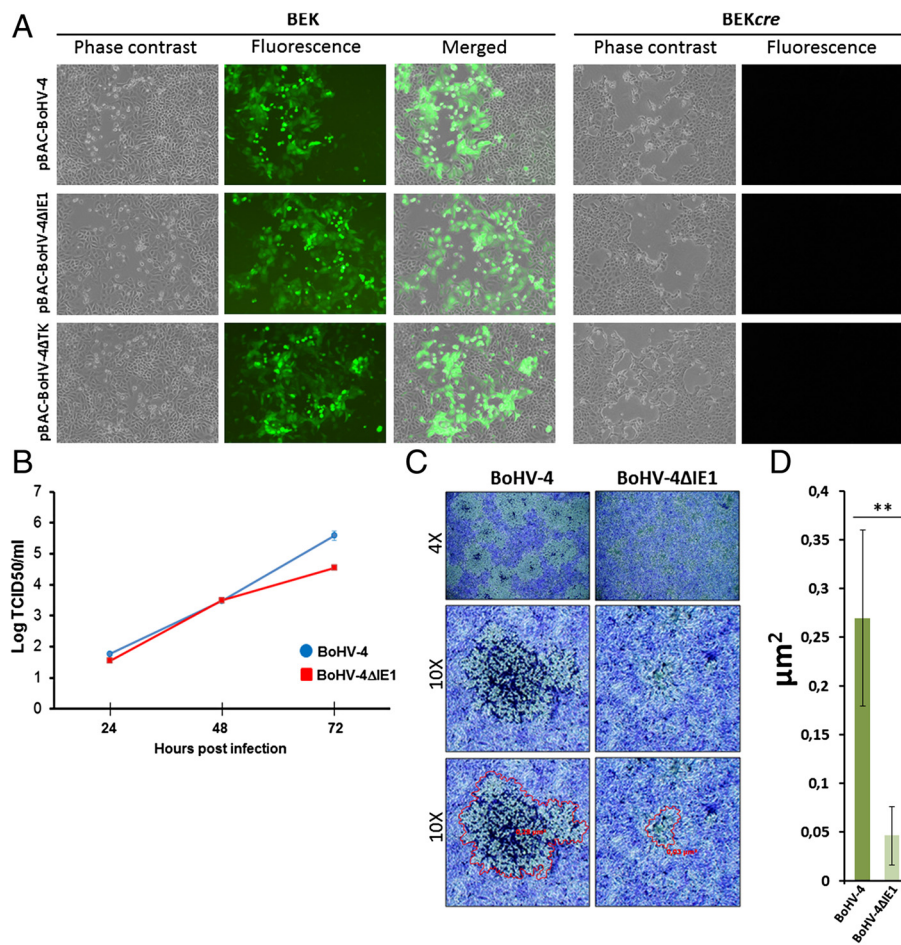 A
BEK
BEKcre
Phase contrast
Fluorescence
Merged
Phase contrast
Fluorescence
pBAC-BoHV-4
pBAC-BoHV-4ΔIE1
pBAC-BoHV-4ΔTK
B
7
6
5
4
3
2
1
0
Log TCID50/ml
24
48
72
Hours post infection
BoHV-4
BoHV-4ΔIE1
C
BoHV-4
BoHV-4ΔIE1
4X
10X
10X
D
0,4
0,35
0,3
0,25
0,2
0,15
0,1
0,05
0
μm²
**
BoHV-4
BoHV-4ΔIE1